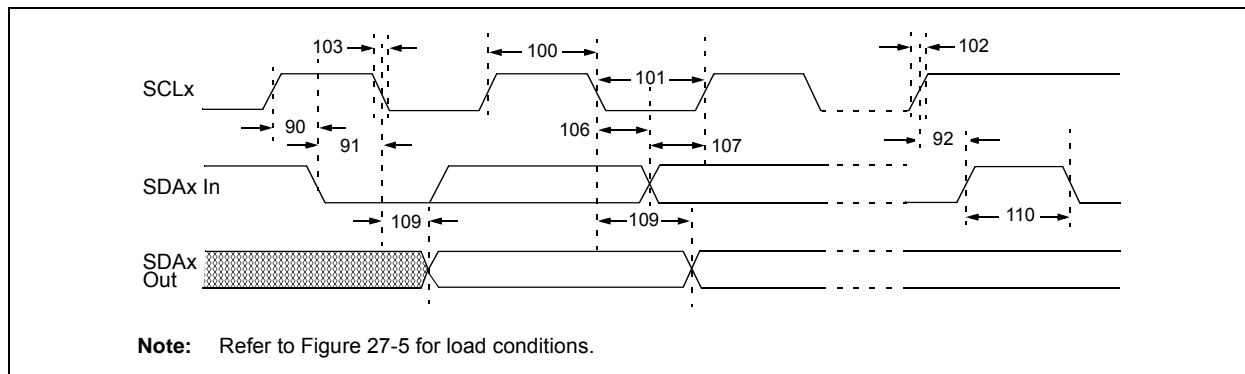 103
100
102
SCLx
101
90
106
91
107
92
SDAx In
109
109
110
SDAx
Out
Note: Refer to Figure 27-5 for load conditions.